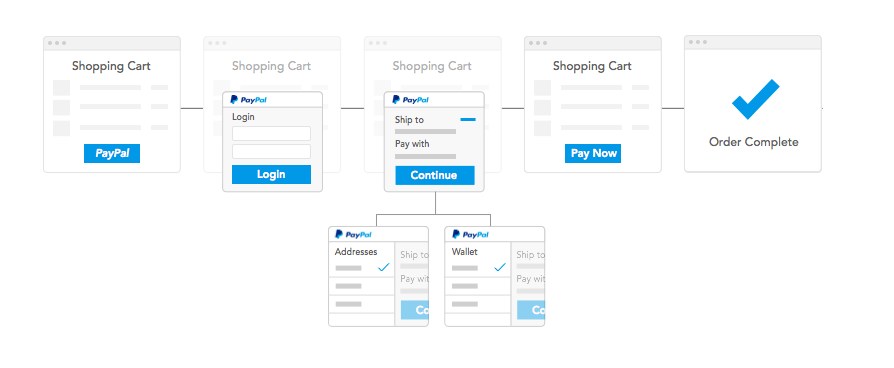 Shopping Cart
PayPal
Shopping Cart
PayPal
Login
Login
Shopping Cart
PayPal
Ship to
Pay with
Continue
Shopping Cart
Pay Now
Order Complete
PayPal
Addresses
Ship to
Pay wit
Co
PayPal
Wallet
Ship to
Pay wit
Co